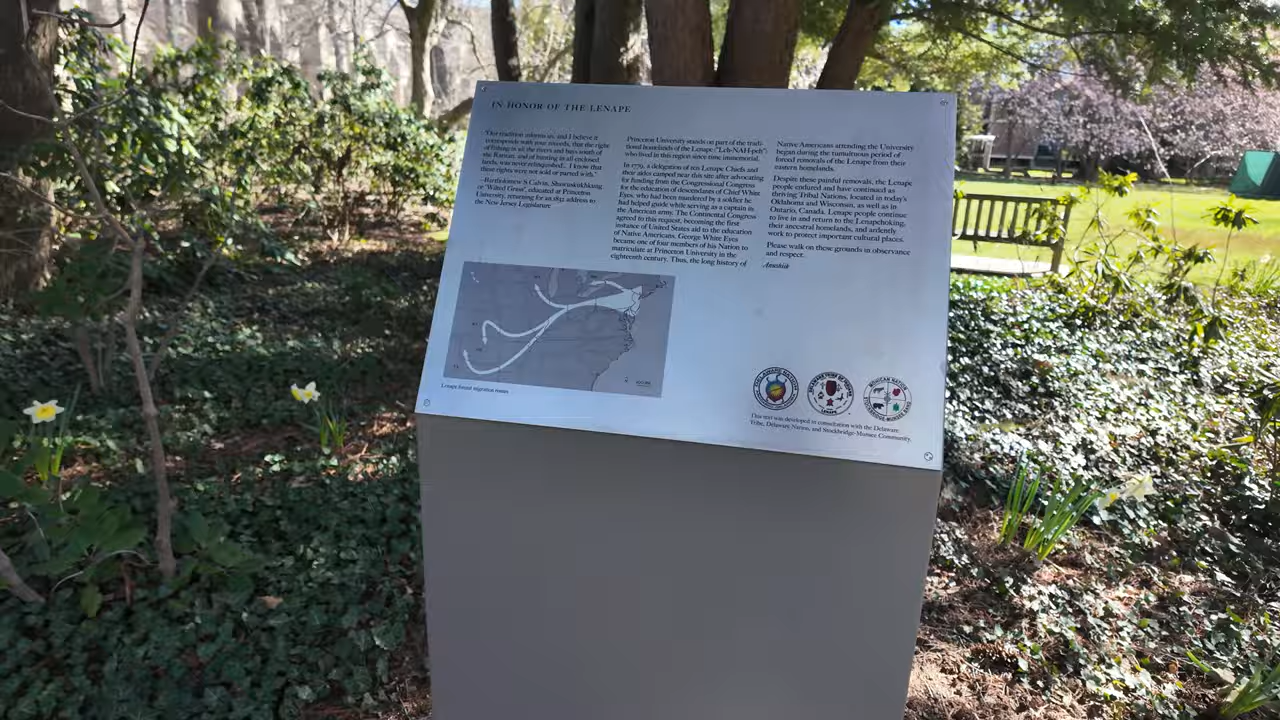 IN HONOR OF THE LENAPE
"Our tradition informs us, and I believe it
corresponds with your records, that the right
of fishing in all the rivers and bays south of
the Raritan, and of hunting in all unclosed
lands, was never relinquished... I know that
these rights were not sold or parted with."
–Bartholomew S Calvin,
or "Wilted Grass", educated at Princeton
University, returning for an 1832 address to
the New Jersey Legislature
Princeton University stands on part of the tradi-
tional homelands of the Lenape ("Leh-NAH-peh")
who lived in this region since time immemorial.
In 1779, a delegation of ten Lenape Chiefs and
their aides camped near this site after advocating
for funding from the Congressional Congress
for the education of descendants of Chief White
Eyes, who had been murdered by a soldier he
had helped guide while serving as a captain in
the American army. The Continental Congress
agreed to this request, becoming the first
instance of United States aid to the education
of Native Americans. George White Eyes
became one of four members of his Nation to
matriculate at Princeton University in the
eighteenth century. Thus, the long history of
Native Americans attending the University
began during the tumultuous period of
forced removals of the Lenape from their
eastern homelands.
Despite these painful removals, the Lenape
people endured and have continued as
thriving Tribal Nations, located in today's
Oklahoma and Wisconsin, as well as in
Ontario, Canada. Lenape people continue
to live in and return to the Lenapehoking,
their ancestral homelands, and ardently
work to protect important cultural places.
Please walk on these grounds in observance
and respect.
Anushiik
Lenape forced migration routes
DELAWARE NATION
DELAWARE TRIBE OF INDIANS
LENAPE
MOHICAN NATION
STOCKBRIDGE-MUNSEE BAND
This text was developed in consultation with the Delaware
Tribe, Delaware Nation, and Stockbridge-Munsee Community.